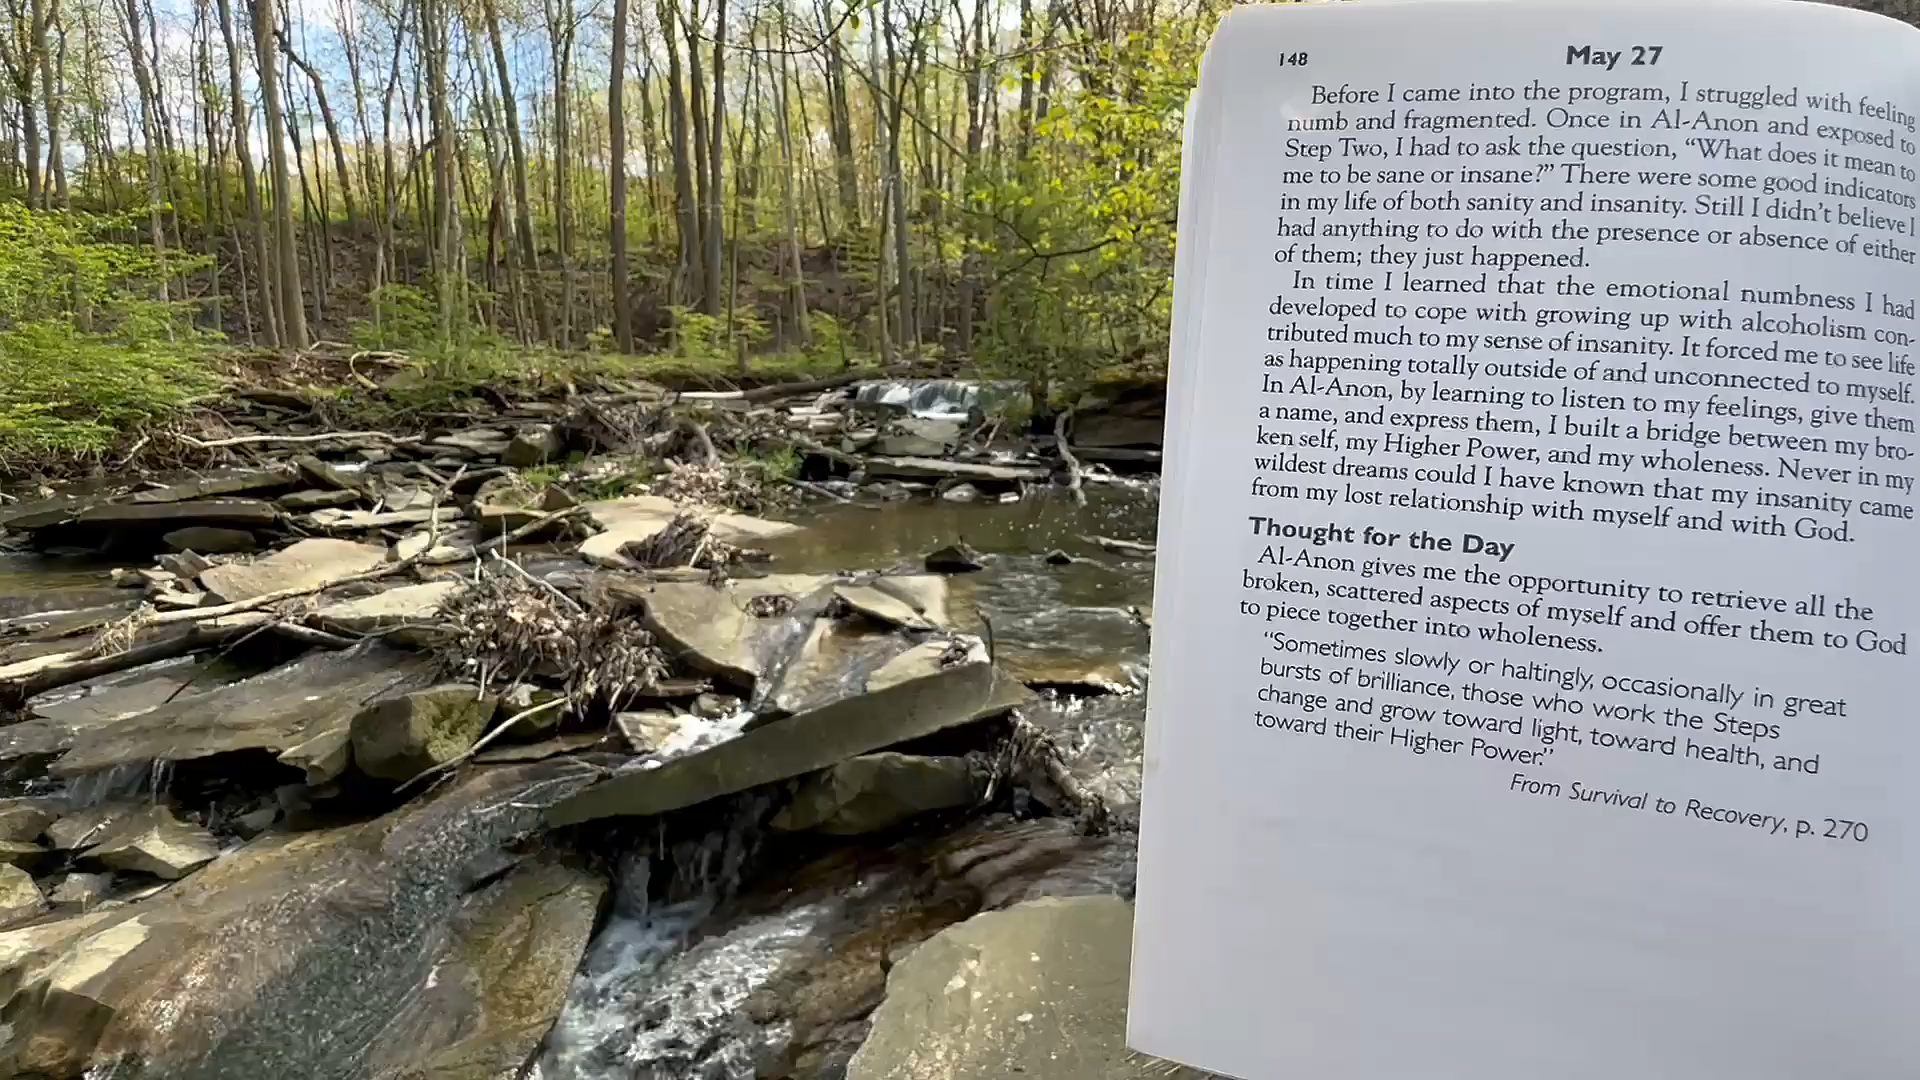 148
May 27
Before I came into the program, I struggled with feeling
numb and fragmented. Once in Al-Anon and exposed to
Step Two, I had to ask the question, “What does it mean to
me to be sane or insane?” There were some good indicators
in my life of both sanity and insanity. Still I didn’t believe I
had anything to do with the presence or absence of either
of them; they just happened.
In time I learned that the emotional numbness I had
developed to cope with growing up with alcoholism con-
tributed much to my sense of insanity. It forced me to see life
as happening totally outside of and unconnected to myself.
In Al-Anon, by learning to listen to my feelings, give them
a name, and express them, I built a bridge between my bro-
ken self, my Higher Power, and my wholeness. Never in my
wildest dreams could I have known that my insanity came
from my lost relationship with myself and with God.
Thought for the Day
Al-Anon gives me the opportunity to retrieve all the
broken, scattered aspects of myself and offer them to God
to piece together into wholeness.
“Sometimes slowly or haltingly, occasionally in great
bursts of brilliance, those who work the Steps
change and grow toward light, toward health, and
toward their Higher Power.”
From Survival to Recovery, p. 270